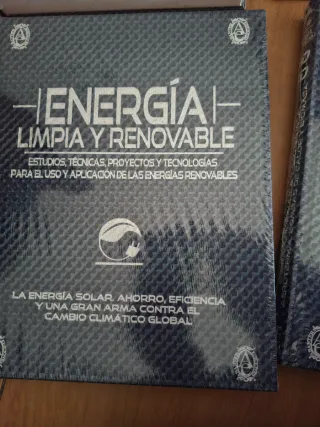 ENERGÍA
LIMPIA Y RENOVABLE
ESTUDIOS, TÉCNICAS, PROYECTOS Y TECNOLOGÍAS
PARA EL USO Y APLICACIÓN DE LAS ENERGÍAS RENOVABLES
LA ENERGÍA SOLAR, AHORRO, EFICIENCIA
Y UNA GRAN ARMA CONTRA EL
CAMBIO CLIMÁTICO GLOBAL